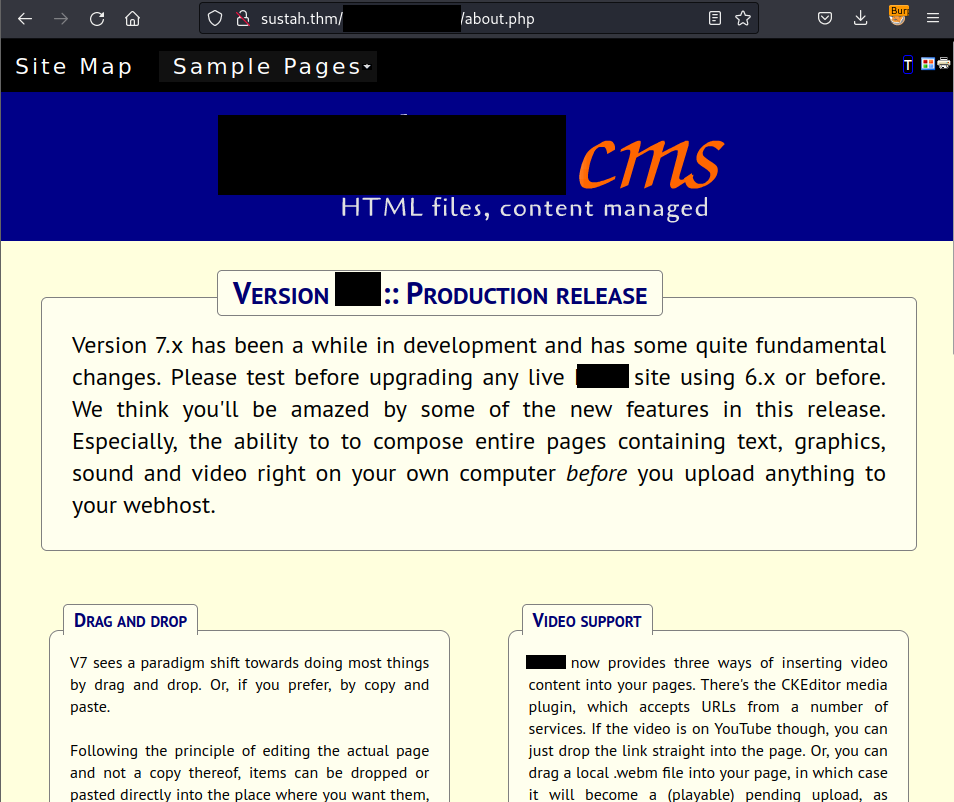 sustah.thm/ /about.php
Burp
Site Map Sample Pages
T
cms
HTML files, content managed
Version :: Production release
Version 7.x has been a while in development and has some quite fundamental
changes. Please test before upgrading any live site using 6.x or before.
We think you'll be amazed by some of the new features in this release.
Especially, the ability to to compose entire pages containing text, graphics,
sound and video right on your own computer before you upload anything to
your webhost.
Drag and drop
V7 sees a paradigm shift towards doing most things
by drag and drop. Or, if you prefer, by copy and
paste.
Following the principle of editing the actual page
and not a copy thereof, items can be dropped or
pasted directly into the place where you want them,
Video support
now provides three ways of inserting video
content into your pages. There's the CKEditor media
plugin, which accepts URLs from a number of
services. If the video is on YouTube though, you can
just drop the link straight into the page. Or, you can
drag a local .webm file into your page, in which case
it will become a (playable) pending upload, as